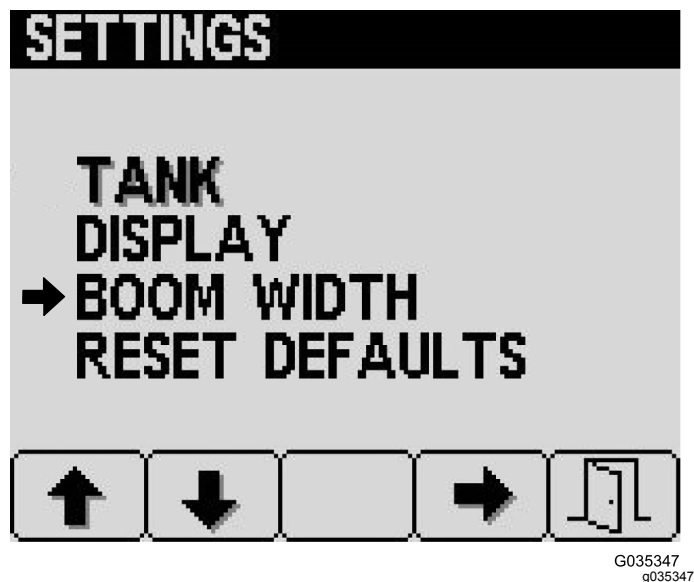 SETTINGS
TANK
DISPLAY
BOOM WIDTH
RESET DEFAULTS
G035347
g035347